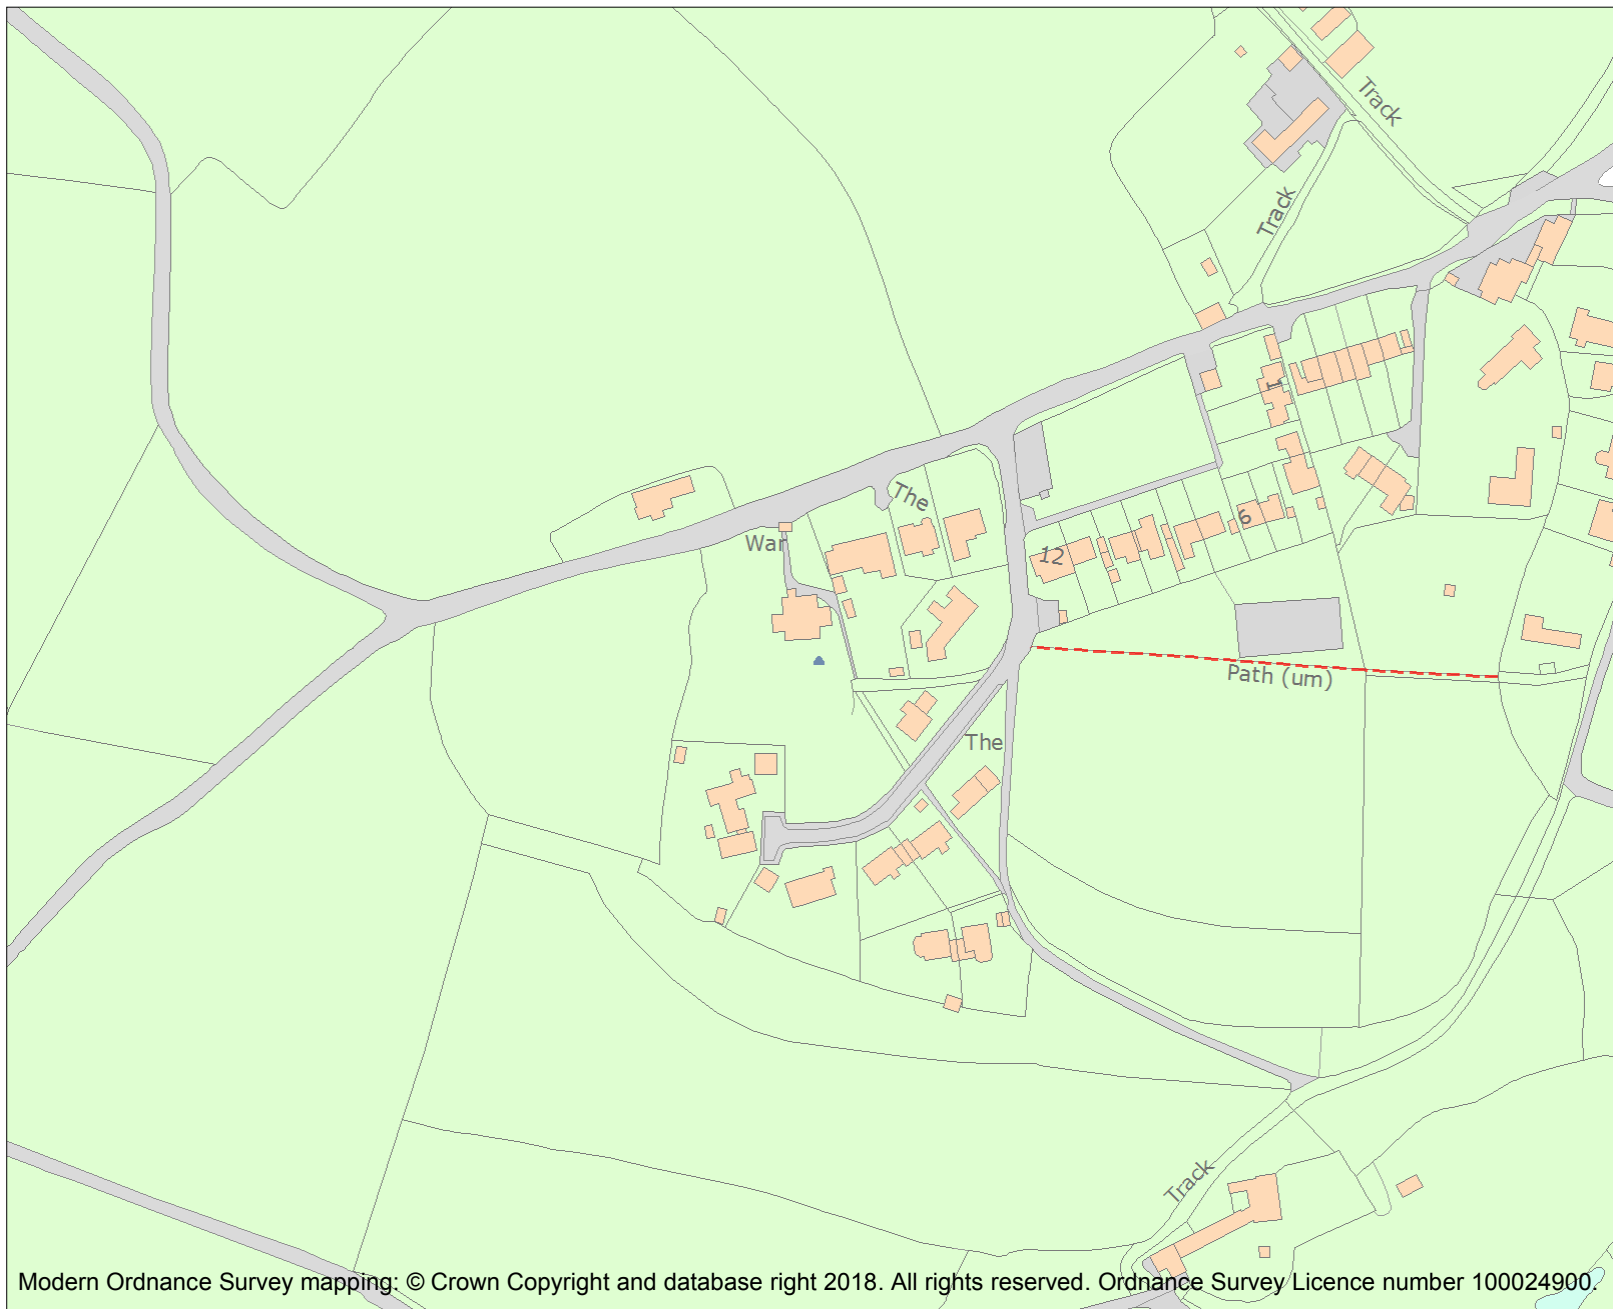 Track
Track
1
The
6
War
12
Path (um)
The
Track
Modern Ordnance Survey mapping: © Crown Copyright and database right 2018. All rights reserved. Ordnance Survey Licence number 100024900.